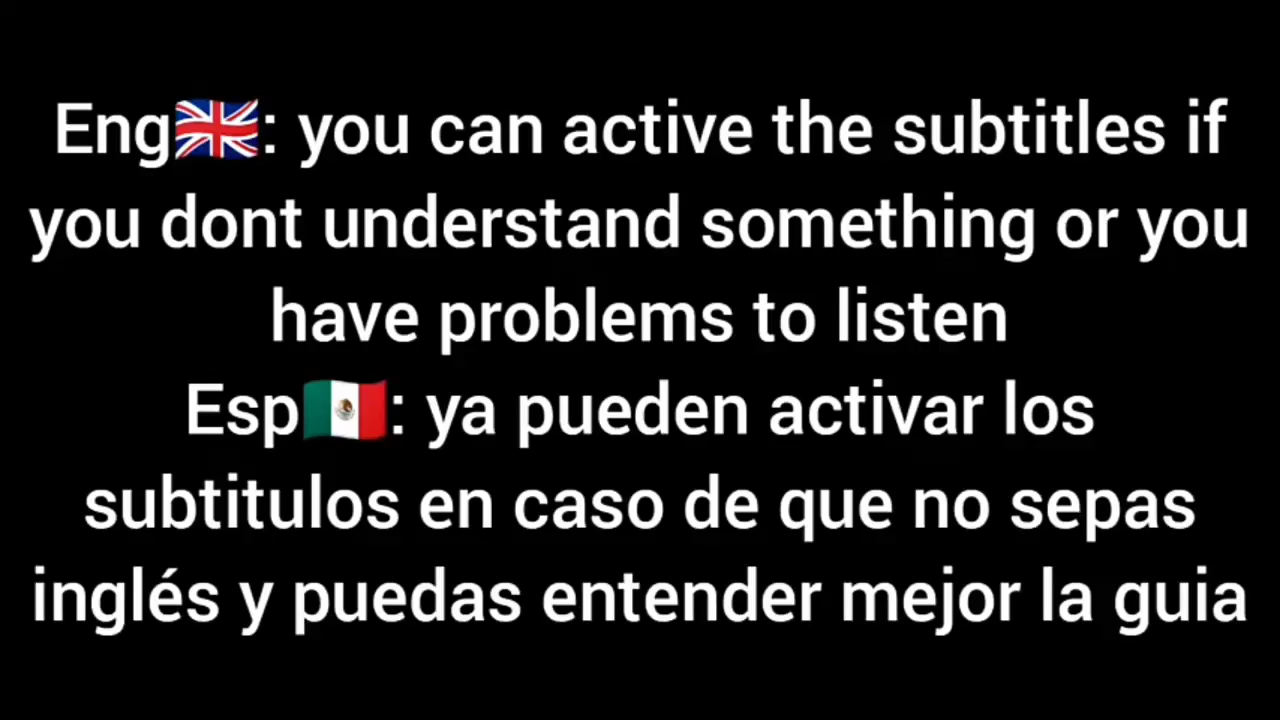 Eng🇬🇧: you can active the subtitles if
you dont understand something or you
have problems to listen
Esp🇲🇽: ya pueden activar los
subtitulos en caso de que no sepas
inglés y puedas entender mejor la guia